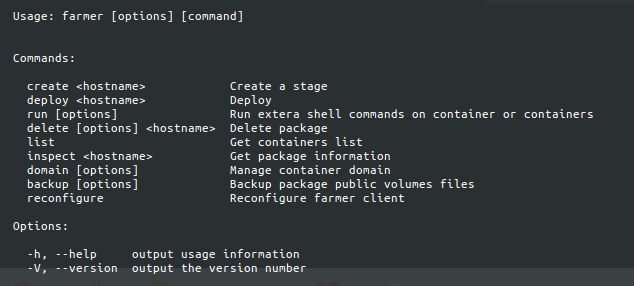 Usage: farmer [options] [command]
Commands:
create <hostname> Create a stage
deploy <hostname> Deploy
run [options] Run extera shell commands on container or containers
delete [options] <hostname> Delete package
list Get containers list
inspect <hostname> Get package information
domain [options] Manage container domain
backup [options] Backup package public volumes files
reconfigure Reconfigure farmer client
Options:
-h, --help output usage information
-V, --version output the version number